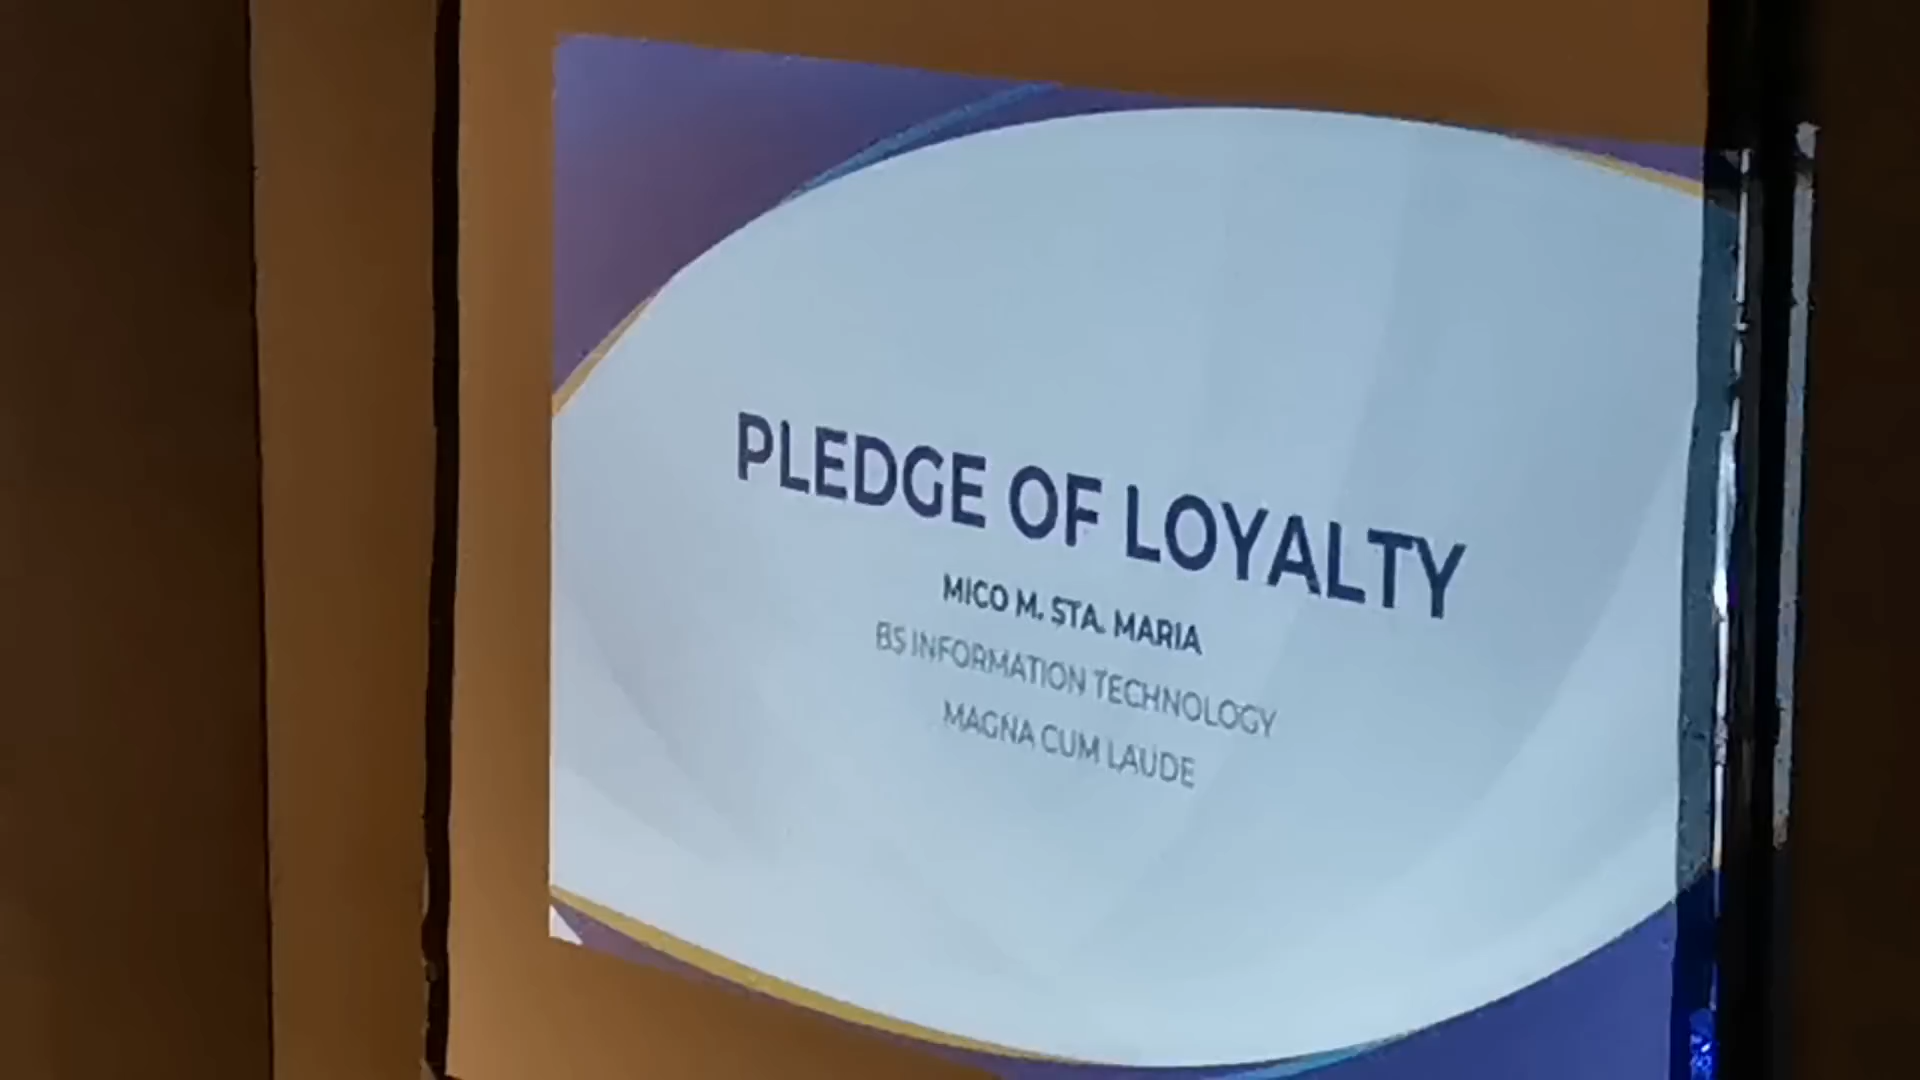 PLEDGE OF LOYALTY
MICO M. STA. MARIA
BS INFORMATION TECHNOLOGY
MAGNA CUM LAUDE